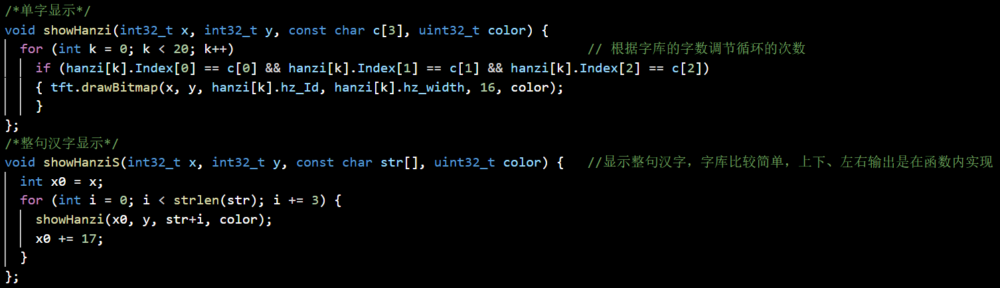 /*单字显示*/
void showHanzi(int32_t x, int32_t y, const char c[3], uint32_t color) {
for (int k = 0; k < 20; k++) // 根据字库的字数调节循环的次数
if (hanzi[k].Index[0] == c[0] && hanzi[k].Index[1] == c[1] && hanzi[k].Index[2] == c[2])
{ tft.drawBitmap(x, y, hanzi[k].hz_Id, hanzi[k].hz_width, 16, color);
}
};
/*整句汉字显示*/
void showHanziS(int32_t x, int32_t y, const char str[], uint32_t color) { //显示整句汉字，字库比较简单，上下、左右输出是在函数内实现
int x0 = x;
for (int i = 0; i < strlen(str); i += 3) {
showHanzi(x0, y, str+i, color);
x0 += 17;
}
};